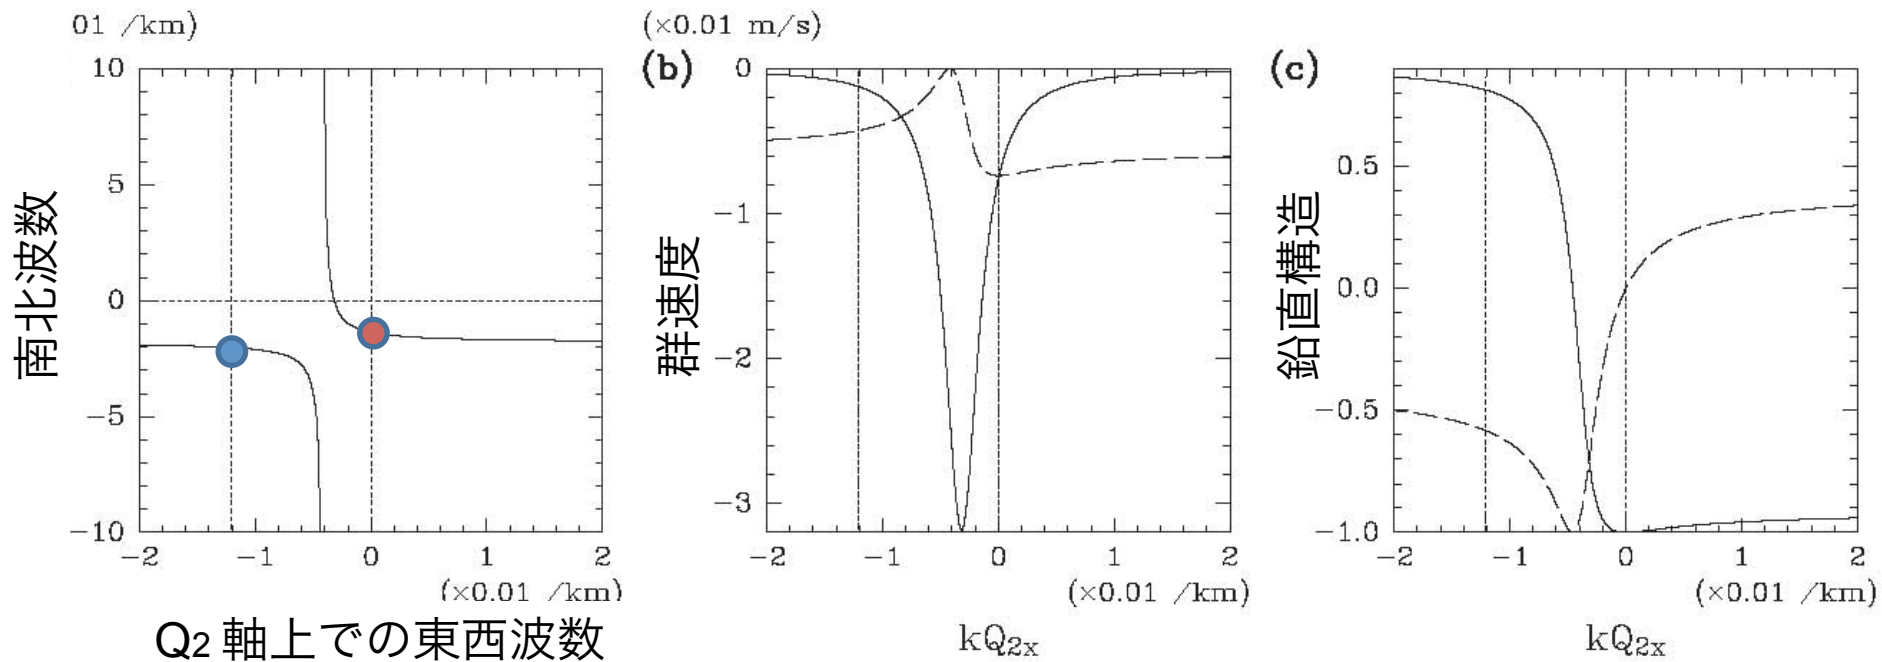 01 /km)
10
5
0
−5
−10
−2
−1
0
1
2
(×0.01 /km)
南北波数
Q2 軸上での東西波数
(×0.01 m/s)
(b)
0
−1
−2
−3
−2
−1
0
1
2
(×0.01 /km)
群速度
kQ2x
(c)
0.5
0.0
−0.5
−1.0
−2
−1
0
1
2
(×0.01 /km)
鉛直構造
kQ2x